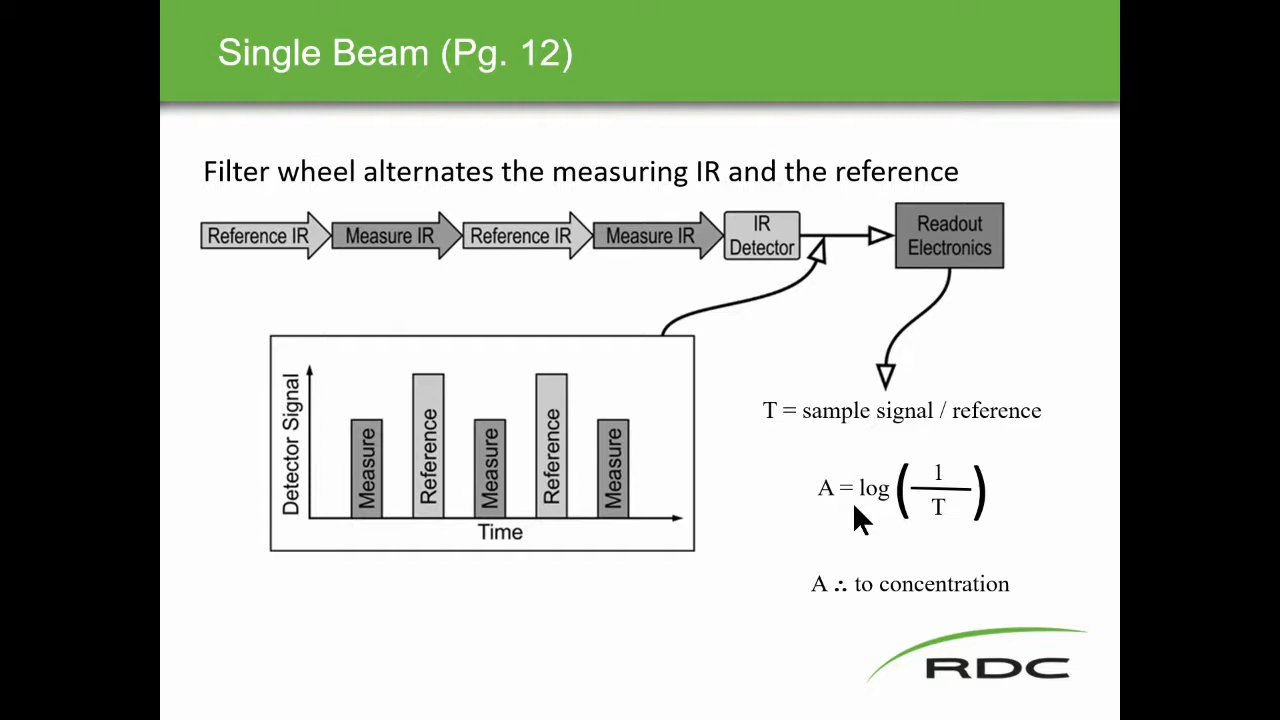 Single Beam (Pg. 12)
Filter wheel alternates the measuring IR and the reference
Reference IR
Measure IR
Reference IR
Measure IR
IR
Detector
Readout
Electronics
Detector Signal
Measure
Reference
Measure
Reference
Measure
Time
T = sample signal / reference
A = log ( 1 / T )
A ∴ to concentration
RDC